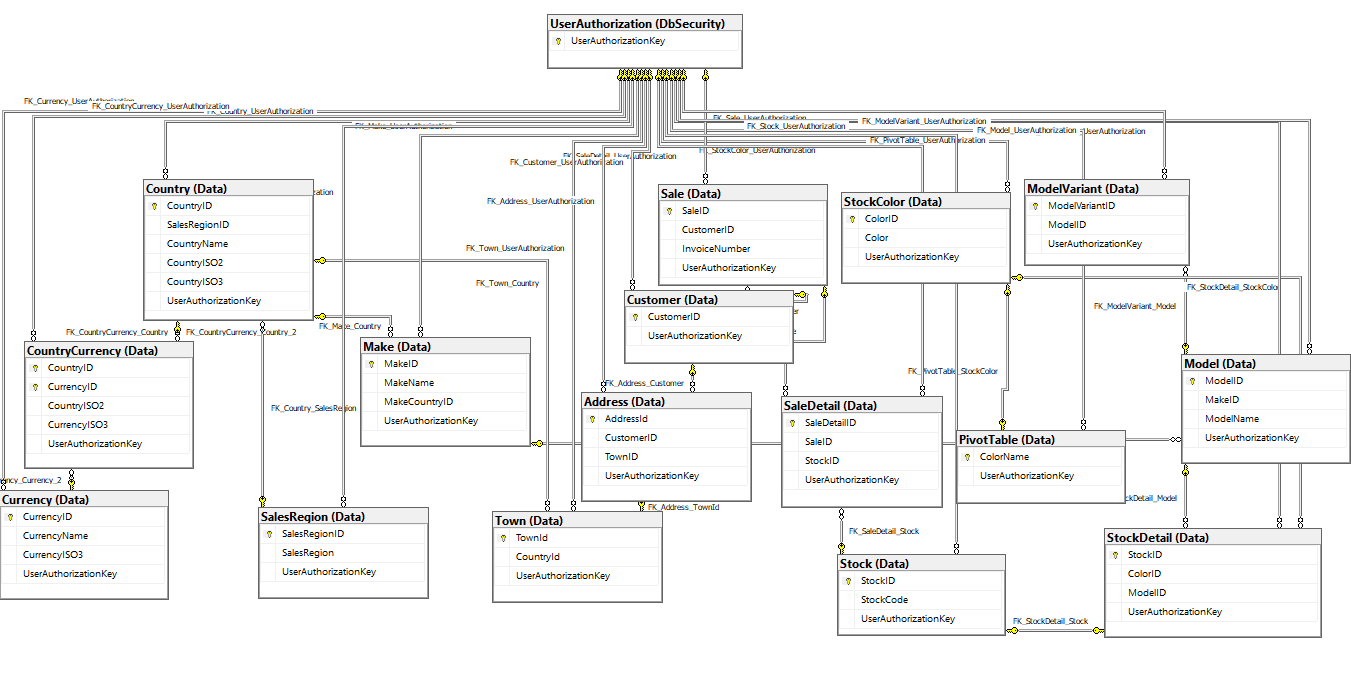 UserAuthorization (DbSecurity)
UserAuthorizationKey
FK_CountryCurrency_UserAuthorization
FK_Country_UserAuthorization
FK_Make_UserAuthorization
FK_Sale_UserAuthorization
FK_Stock_UserAuthorization
FK_ModelVariant_UserAuthorization
FK_Model_UserAuthorization
UserAuthorization
FK_PivotTable_UserAuthorization
FK_StockColor_UserAuthorization
FK_SaleDetail_UserAuthorization
FK_Customer_UserAuthorization
FK_Address_UserAuthorization
FK_Town_UserAuthorization
FK_Town_Country
Country (Data)
CountryID
SalesRegionID
CountryName
CountryISO2
CountryISO3
UserAuthorizationKey
Sale (Data)
SaleID
CustomerID
InvoiceNumber
UserAuthorizationKey
StockColor (Data)
ColorID
Color
UserAuthorizationKey
ModelVariant (Data)
ModelVariantID
ModelID
UserAuthorizationKey
FK_StockDetail_StockColo
FK_ModelVariant_Model
Customer (Data)
CustomerID
UserAuthorizationKey
FK_CountryCurrency_Country
FK_CountryCurrency_Country_2
FK_Make_Country
CountryCurrency (Data)
CountryID
CurrencyID
CountryISO2
CountryISO3
UserAuthorizationKey
Make (Data)
MakeID
MakeName
MakeCountryID
UserAuthorizationKey
FK_Country_SalesRegion
FK_Address_Customer
FK_PivotTable_StockColor
Model (Data)
ModelID
MakeID
ModelName
UserAuthorizationKey
Address (Data)
AddressId
CustomerID
TownID
UserAuthorizationKey
SaleDetail (Data)
SaleDetailID
SaleID
StockID
UserAuthorizationKey
PivotTable (Data)
ColorName
UserAuthorizationKey
ncy_Currency_2
Currency (Data)
CurrencyID
CurrencyName
CurrencyISO3
UserAuthorizationKey
SalesRegion (Data)
SalesRegionID
SalesRegion
UserAuthorizationKey
Town (Data)
TownId
CountryId
UserAuthorizationKey
FK_Address_TownId
FK_SaleDetail_Stock
ckDetail_Model
Stock (Data)
StockID
StockCode
UserAuthorizationKey
FK_StockDetail_Stock
StockDetail (Data)
StockID
ColorID
ModelID
UserAuthorizationKey